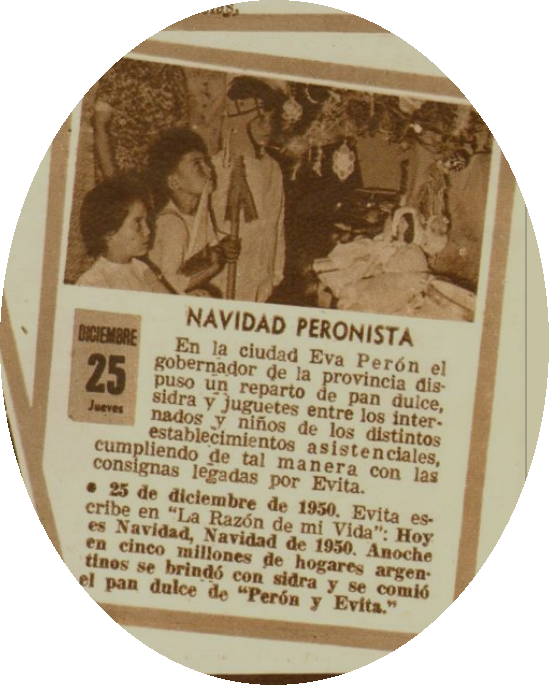 NAVIDAD PERONISTA
DICIEMBRE
25
Jueves
En la ciudad Eva Perón el
gobernador de la provincia dis-
puso un reparto de pan dulce,
sidra y juguetes entre los inter-
nados y niños de los distintos
establecimientos asistenciales,
cumpliendo de tal manera con las
consignas legadas por Evita.
• 25 de diciembre de 1950. Evita es-
cribe en "La Razón de mi Vida": Hoy
es Navidad, Navidad de 1950. Anoche
en cinco millones de hogares argen-
tinos se brindó con sidra y se comió
el pan dulce de "Perón y Evita."